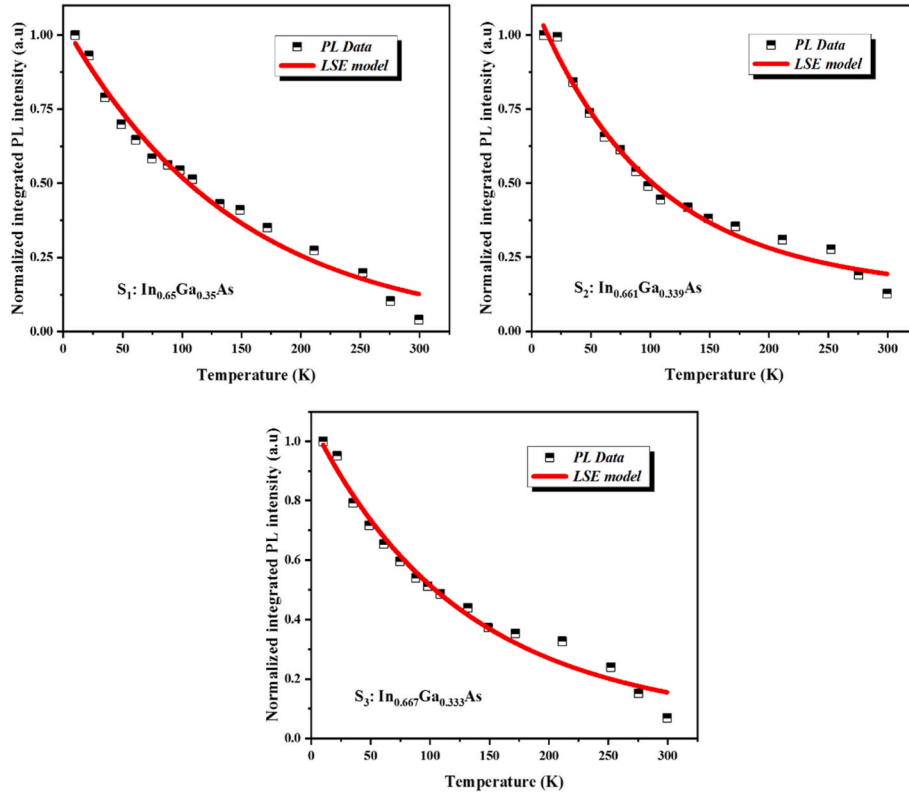 Normalized integrated PL intensity (a.u)
1.00
0.75
0.50
0.25
0.00
PL Data
LSE model
S₁: In₀.₆₅Ga₀.₃₅As
0 50 100 150 200 250 300
Temperature (K)
Normalized integrated PL intensity (a.u)
1.00
0.75
0.50
0.25
0.00
PL Data
LSE model
S₂: In₀.₆₆₁Ga₀.₃₃₉As
0 50 100 150 200 250 300
Temperature (K)
Normalized integrated PL intensity (a.u)
1.0
0.8
0.6
0.4
0.2
0.0
PL Data
LSE model
S₃: In₀.₆₆₇Ga₀.₃₃₃As
0 50 100 150 200 250 300
Temperature (K)